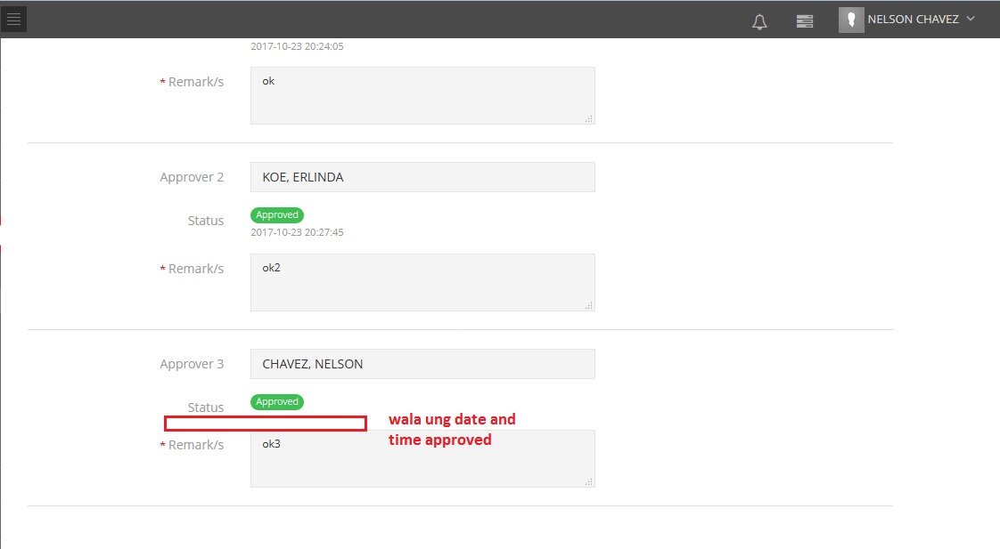 NELSON CHAVEZ
2017-10-23 20:24:05
* Remark/s
ok
Approver 2
KOE, ERLINDA
Status
Approved
2017-10-23 20:27:45
* Remark/s
ok2
Approver 3
CHAVEZ, NELSON
Status
Approved
wala ung date and
time approved
* Remark/s
ok3